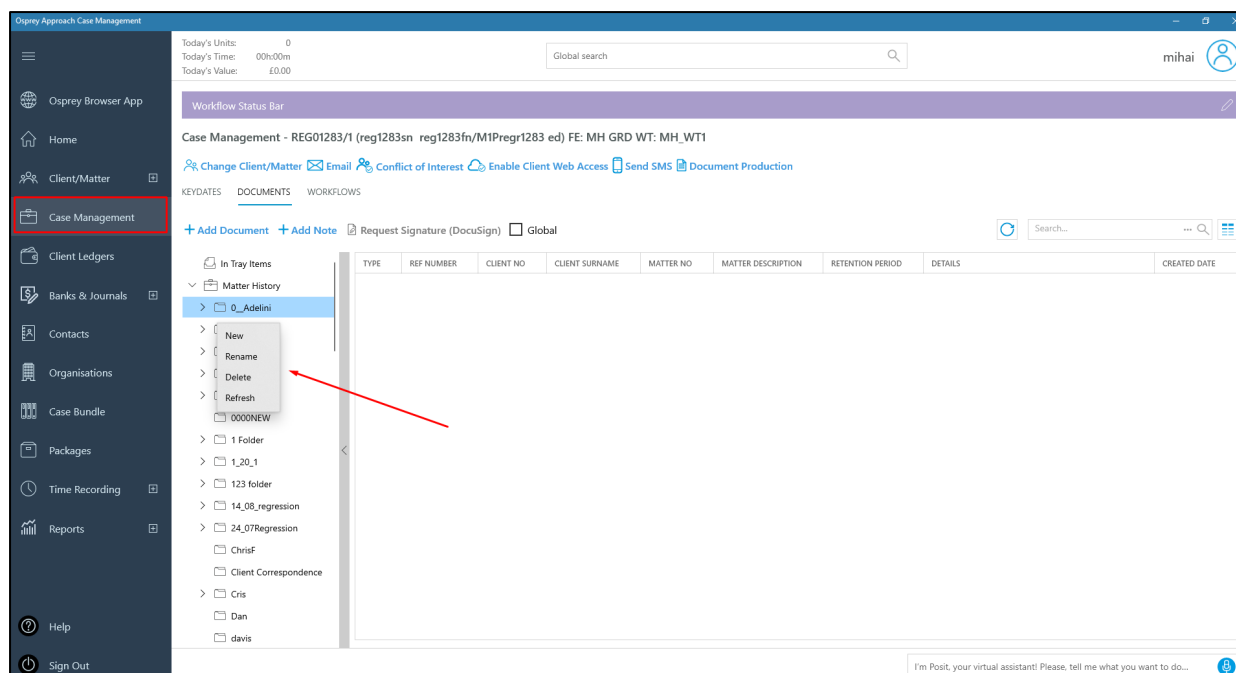 Osprey Approach Case Management
Today's Units: 0
Today's Time: 00h:00m
Today's Value: £0.00
Global search
mihai
Osprey Browser App
Home
Client/Matter
Case Management
Client Ledgers
Banks & Journals
Contacts
Organisations
Case Bundle
Packages
Time Recording
Reports
Help
Sign Out
Workflow Status Bar
Case Management - REG01283/1 (reg1283sn reg1283fn/M1Pregr1283 ed) FE: MH GRD WT: MH_WT1
Change Client/Matter Email Conflict of Interest Enable Client Web Access Send SMS Document Production
KEYDATES DOCUMENTS WORKFLOWS
+ Add Document + Add Note Request Signature (DocuSign) Global
Search... ...
TYPE REF NUMBER CLIENT NO CLIENT SURNAME MATTER NO MATTER DESCRIPTION RETENTION PERIOD DETAILS CREATED DATE
In Tray Items
Matter History
0__Adelini
New
Rename
Delete
Refresh
0000NEW
1 Folder
1_20_1
123 folder
14_08_regression
24_07Regression
ChrisF
Client Correspondence
Cris
Dan
davis
I'm Posit, your virtual assistant! Please, tell me what you want to do...